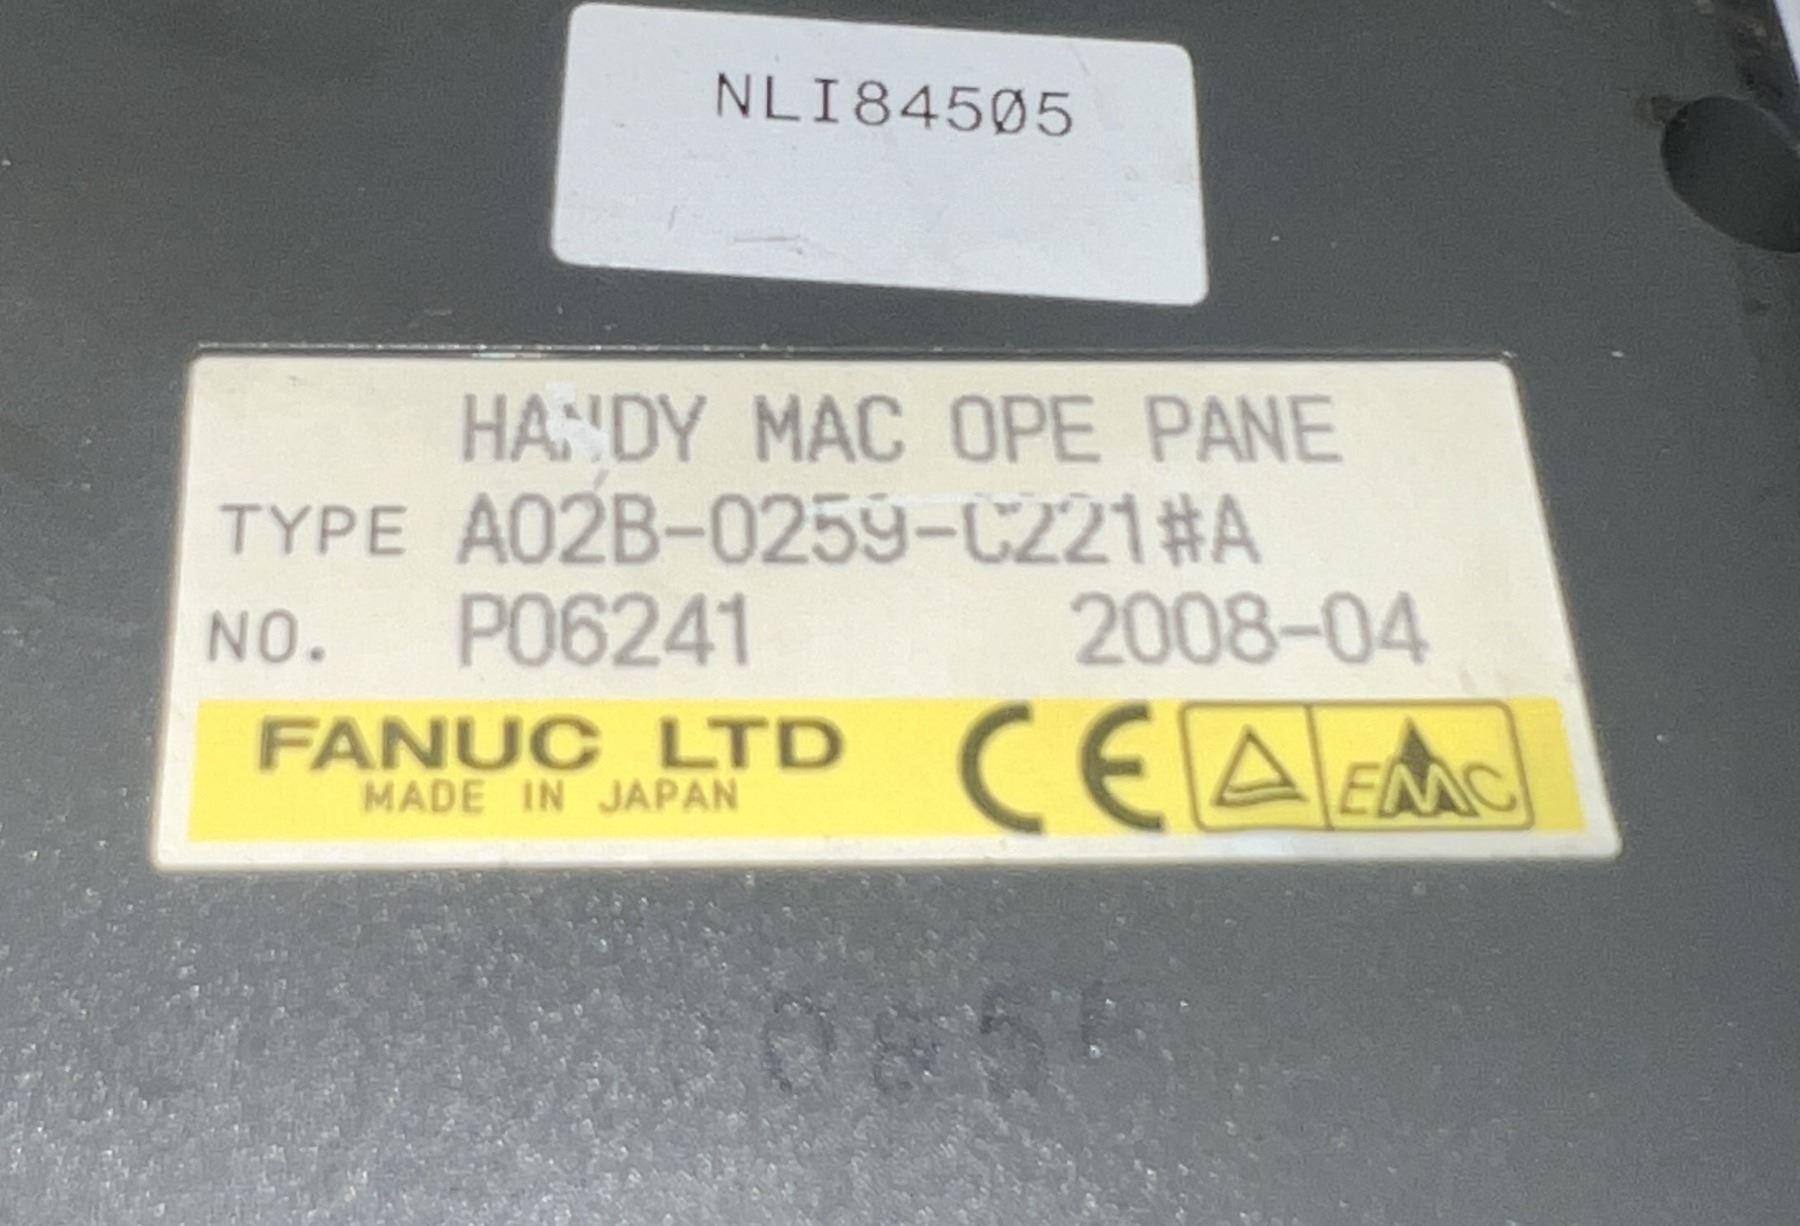 NLI84505
HANDY MAC OPE PANE
TYPE A02B-0259-C221#A
NO. P06241 2008-04
FANUC LTD
MADE IN JAPAN
CE
EMC